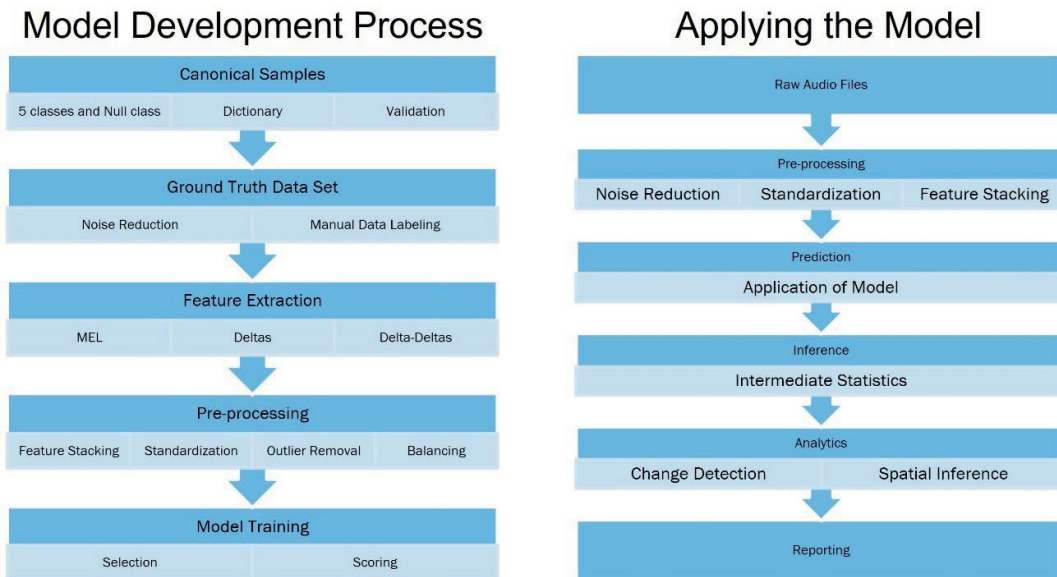 Model Development Process
Canonical Samples
5 classes and Null class
Dictionary
Validation
Ground Truth Data Set
Noise Reduction
Manual Data Labeling
Feature Extraction
MEL
Deltas
Delta-Deltas
Pre-processing
Feature Stacking
Standardization
Outlier Removal
Balancing
Model Training
Selection
Scoring
Applying the Model
Raw Audio Files
Pre-processing
Noise Reduction
Standardization
Feature Stacking
Prediction
Application of Model
Inference
Intermediate Statistics
Analytics
Change Detection
Spatial Inference
Reporting